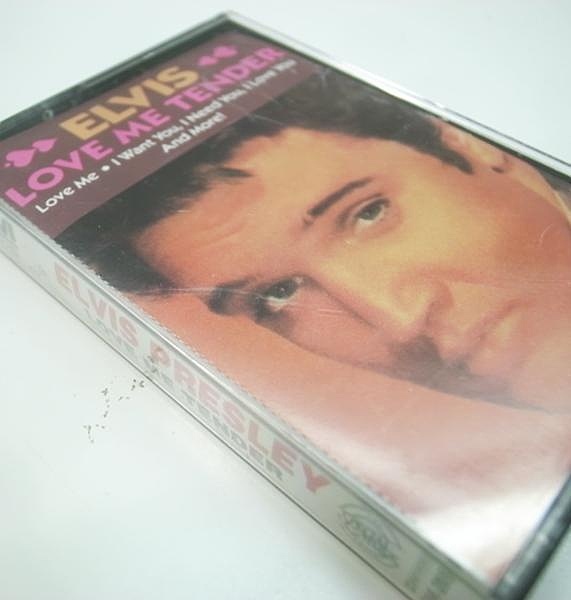 ELVIS
LOVE ME TENDER
Love Me • I Want You, I Need You, I Love You
And More!
ELVIS PRESLEY
LOVE ME TENDER